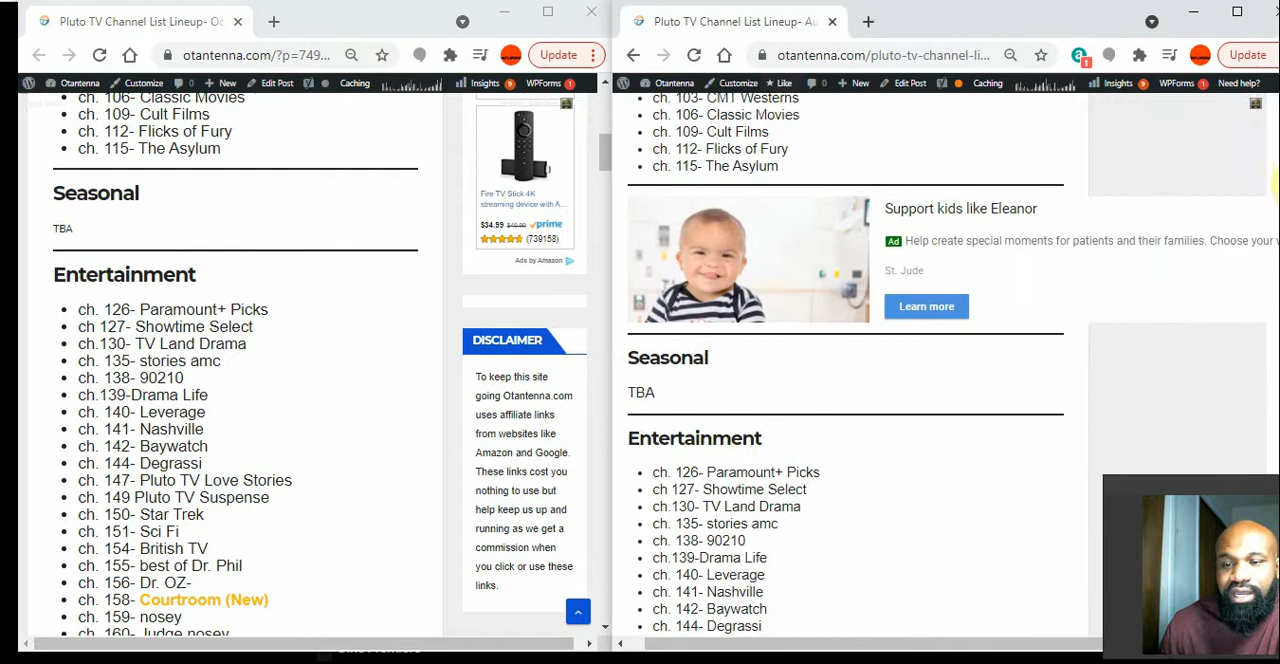 Pluto TV Channel List Lineup- Oc
otantenna.com/?p=749...
Update
Otantenna
Customize
0
New
Edit Post
Caching
Insights 9
WPForms 1
ch. 106- Classic Movies
ch. 109- Cult Films
ch. 112- Flicks of Fury
ch. 115- The Asylum
Seasonal
TBA
Entertainment
ch. 126- Paramount+ Picks
ch 127- Showtime Select
ch.130- TV Land Drama
ch. 135- stories amc
ch. 138- 90210
ch.139-Drama Life
ch. 140- Leverage
ch. 141- Nashville
ch. 142- Baywatch
ch. 144- Degrassi
ch. 147- Pluto TV Love Stories
ch. 149 Pluto TV Suspense
ch. 150- Star Trek
ch. 151- Sci Fi
ch. 154- British TV
ch. 155- best of Dr. Phil
ch. 156- Dr. OZ-
ch. 158- Courtroom (New)
ch. 159- nosey
ch. 160- Judge nosey
Fire TV Stick 4K
streaming device with A...
$34.99 $49.99 prime
(739158)
Ads by Amazon
DISCLAIMER
To keep this site
going Otantenna.com
uses affiliate links
from websites like
Amazon and Google.
These links cost you
nothing to use but
help keep us up and
running as we get a
commission when
you click or use these
links.
Pluto TV Channel List Lineup- Au
otantenna.com/pluto-tv-channel-li...
1
Update
Otantenna
Customize
Like
0
New
Edit Post
Caching
Insights 9
WPForms 1
Need help?
ch. 103- CMT Westerns
ch. 106- Classic Movies
ch. 109- Cult Films
ch. 112- Flicks of Fury
ch. 115- The Asylum
Support kids like Eleanor
Ad Help create special moments for patients and their families. Choose your
St. Jude
Learn more
Seasonal
TBA
Entertainment
ch. 126- Paramount+ Picks
ch 127- Showtime Select
ch.130- TV Land Drama
ch. 135- stories amc
ch. 138- 90210
ch.139-Drama Life
ch. 140- Leverage
ch. 141- Nashville
ch. 142- Baywatch
ch. 144- Degrassi